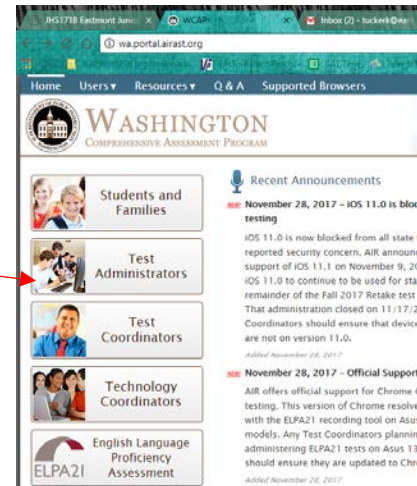 JHS1718 Eastmont Juni
WCAP
Inbox (2) - tuckerk@ea
wa.portal.airast.org
Home Users Resources Q & A Supported Browsers
WASHINGTON
COMPREHENSIVE ASSESSMENT PROGRAM
Students and
Families
Test
Administrators
Test
Coordinators
Technology
Coordinators
ELPA21
English Language
Proficiency
Assessment
Recent Announcements
NEW November 28, 2017 – iOS 11.0 is bloc
testing
iOS 11.0 is now blocked from all state
reported security concern, AIR announ
support of iOS 11.1 on November 9, 20
iOS 11.0 to continue to be used for sta
remainder of the Fall 2017 Retake test
That administration closed on 11/17/2
Coordinators should ensure that device
are not on version 11.0.
Added November 28, 2017
NEW November 28, 2017 – Official Support
AIR offers official support for Chrome
testing. This version of Chrome resolve
with the ELPA21 recording tool on Asus
models. Any Test Coordinators planning
administering ELPA21 tests on Asus 13
should ensure they are updated to Chr
Added November 28, 2017